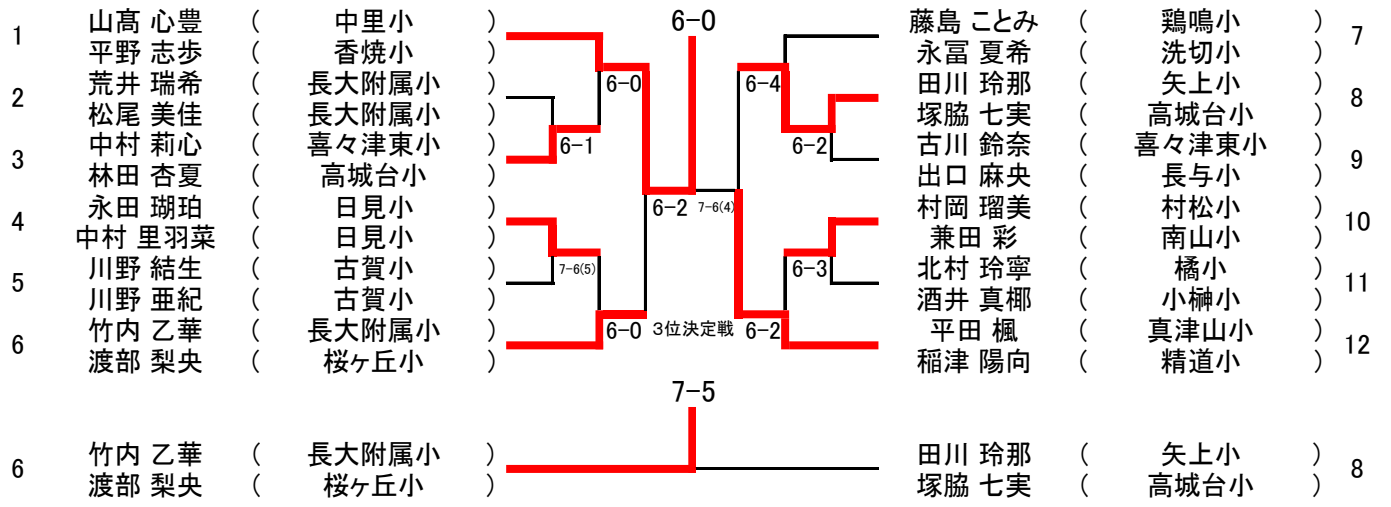 山髙 心豊 ( 中里小 ) 6-0 藤島 ことみ ( 鶏鳴小 )
1 7
平野 志歩 ( 香焼小 ) 永冨 夏希 ( 洗切小 )
荒井 瑞希 ( 長大附属小 ) 6-0 6-4 田川 玲那 ( 矢上小 )
2 8
松尾 美佳 ( 長大附属小 ) 塚脇 七実 ( 高城台小 )
中村 莉心 ( 喜々津東小 ) 6-1 6-2 古川 鈴奈 ( 喜々津東小 )
3 9
林田 杏夏 ( 高城台小 ) 出口 麻央 ( 長与小 )
永田 瑚珀 ( 日見小 ) 6-2 7-6(4) 村岡 瑠美 ( 村松小 )
4 10
中村 里羽菜 ( 日見小 ) 兼田 彩 ( 南山小 )
川野 結生 ( 古賀小 ) 7-6(5) 6-3 北村 玲寧 ( 橘小 )
5 11
川野 亜紀 ( 古賀小 ) 酒井 真椰 ( 小榊小 )
竹内 乙華 ( 長大附属小 ) 6-0 3位決定戦 6-2 平田 楓 ( 真津山小 )
6 12
渡部 梨央 ( 桜ヶ丘小 ) 稲津 陽向 ( 精道小 )
7-5
竹内 乙華 ( 長大附属小 ) 田川 玲那 ( 矢上小 )
6 8
渡部 梨央 ( 桜ヶ丘小 ) 塚脇 七実 ( 高城台小 )